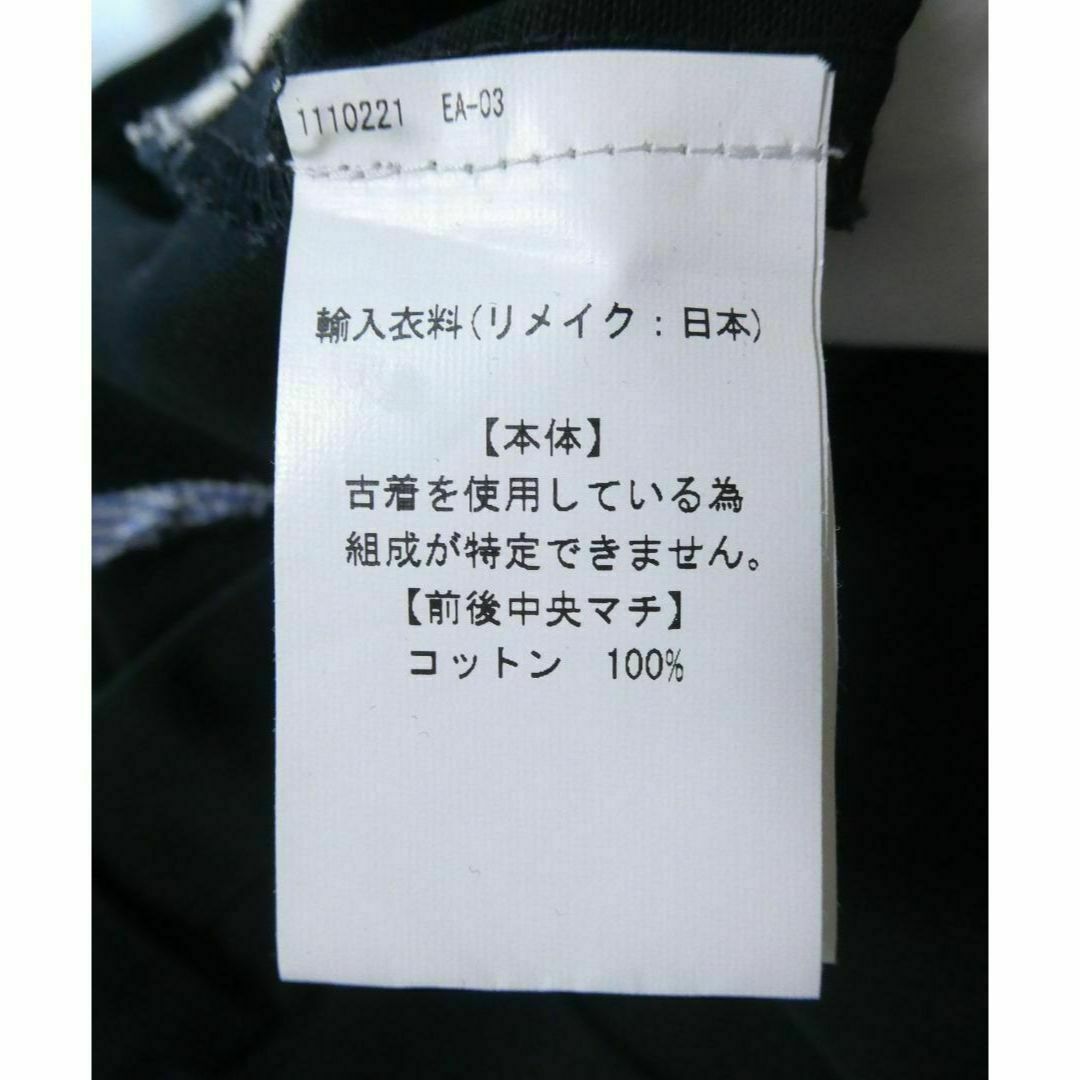 1110221 EA-03
輸入衣料(リメイク：日本)
【本体】
古着を使用している為
組成が特定できません。
【前後中央マチ】
コットン 100%